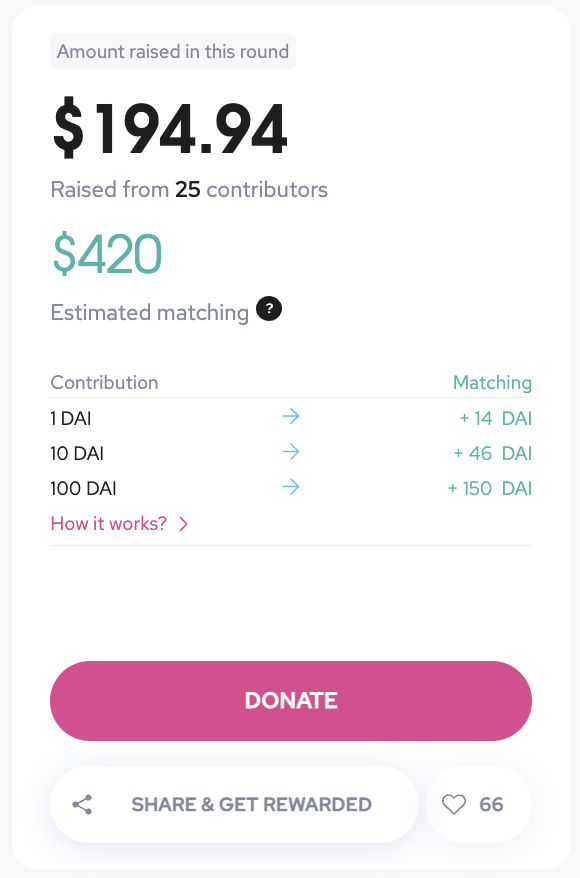 Amount raised in this round
$194.94
Raised from 25 contributors
$420
Estimated matching ?
Contribution Matching
1 DAI → + 14 DAI
10 DAI → + 46 DAI
100 DAI → + 150 DAI
How it works? >
DONATE
SHARE & GET REWARDED 66